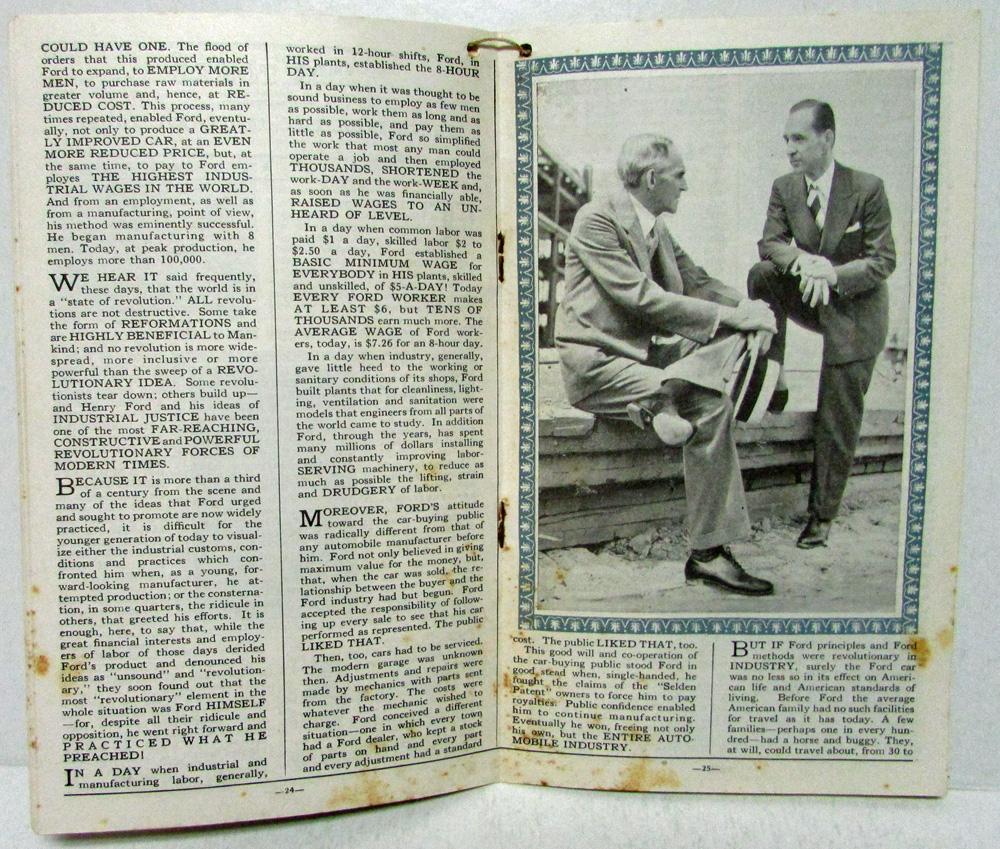 COULD HAVE ONE. The flood of
orders that this produced enabled
Ford to expand, to EMPLOY MORE
MEN, to purchase raw materials in
greater volume and, hence, at RE-
DUCED COST. This process, many
times repeated, enabled Ford, eventu-
ally, not only to produce a GREAT-
LY IMPROVED CAR, at an EVEN
MORE REDUCED PRICE, but, at
the same time, to pay to Ford em-
ployes THE HIGHEST INDUS-
TRIAL WAGES IN THE WORLD.
And from an employment, as well as
from a manufacturing, point of view,
his method was eminently successful.
He began manufacturing with 8
men. Today, at peak production, he
employs more than 100,000.
WE HEAR IT said frequently,
these days, that the world is in
a "state of revolution." ALL revolu-
tions are not destructive. Some take
the form of REFORMATIONS and
are HIGHLY BENEFICIAL to Man-
kind; and no revolution is more wide-
spread, more inclusive or more
powerful than the sweep of a REVO-
LUTIONARY IDEA. Some revolu-
tionists tear down; others build up—
and Henry Ford and his ideas of
INDUSTRIAL JUSTICE have been
one of the most FAR-REACHING,
CONSTRUCTIVE and POWERFUL
REVOLUTIONARY FORCES OF
MODERN TIMES.
BECAUSE IT is more than a third
of a century from the scene and
many of the ideas that Ford urged
and sought to promote are now widely
practiced, it is difficult for the
younger generation of today to visual-
ize either the industrial customs, con-
ditions and practices which con-
fronted him when, as a young, for-
ward-looking manufacturer, he at-
tempted production; or the consterna-
tion, in some quarters, the ridicule in
others, that greeted his efforts. It is
enough, here, to say that, while the
great financial interests and employ-
ers of labor of those days derided
Ford's product and denounced his
ideas as "unsound" and "revolution-
ary," they soon found out that the
most "revolutionary" element in the
whole situation was Ford HIMSELF
—for, despite all their ridicule and
opposition, he went right forward and
PRACTICED WHAT HE
PREACHED!
IN A DAY when industrial and
manufacturing labor, generally,
worked in 12-hour shifts, Ford, in
HIS plants, established the 8-HOUR
DAY.
In a day when it was thought to be
sound business to employ as few men
as possible, work them as long and as
hard as possible, and pay them as
little as possible, Ford so simplified
the work that most any man could
operate a job and then employed
THOUSANDS, SHORTENED the
work-DAY and the work-WEEK and,
as soon as he was financially able,
RAISED WAGES TO AN UN-
HEARD OF LEVEL.
In a day when common labor was
paid $1 a day, skilled labor $2 to
$2.50 a day, Ford established a
BASIC MINIMUM WAGE for
EVERYBODY in HIS plants, skilled
and unskilled, of $5-A-DAY! Today
EVERY FORD WORKER makes
AT LEAST $6, but TENS OF
THOUSANDS earn much more. The
AVERAGE WAGE of Ford work-
ers, today, is $7.26 for an 8-hour day.
In a day when industry, generally,
gave little heed to the working or
sanitary conditions of its shops, Ford
built plants that for cleanliness, light-
ing, ventilation and sanitation were
models that engineers from all parts of
the world came to study. In addition
Ford, through the years, has spent
many millions of dollars installing
and constantly improving labor-
SERVING machinery, to reduce as
much as possible the lifting, strain
and DRUDGERY of labor.
MOREOVER, FORD'S attitude
toward the car-buying public
was radically different from that of
any automobile manufacturer before
him. Ford not only believed in giving
maximum value for the money, but,
that, when the car was sold, the re-
lationship between the buyer and the
Ford industry had but begun. Ford
accepted the responsibility of follow-
ing up every sale to see that his car
performed as represented. The public
LIKED THAT.
Then, too, cars had to be serviced.
The modern garage was unknown
then. Adjustments and repairs were
made by mechanics with parts sent
from the factory. The costs were
whatever the mechanic wished to
charge. Ford conceived a different
situation—one in which every town
had a Ford dealer, who kept a stock
of parts on hand and every part
and every adjustment had a standard
—24—
cost. The public LIKED THAT, too.
This good will and co-operation of
the car-buying public stood Ford in
good stead when, single-handed, he
fought the claims of the "Selden
Patent" owners to force him to pay
royalties. Public confidence enabled
him to continue manufacturing.
Eventually he won, freeing not only
his own, but the ENTIRE AUTO-
MOBILE INDUSTRY.
BUT IF Ford principles and Ford
methods were revolutionary in
INDUSTRY, surely the Ford car
was no less so in its effect on Ameri-
can life and American standards of
living. Before Ford the average
American family had no such facilities
for travel as it has today. A few
families—perhaps one in every hun-
dred—had a horse and buggy. They,
at will, could travel about, from 30 to
—25—